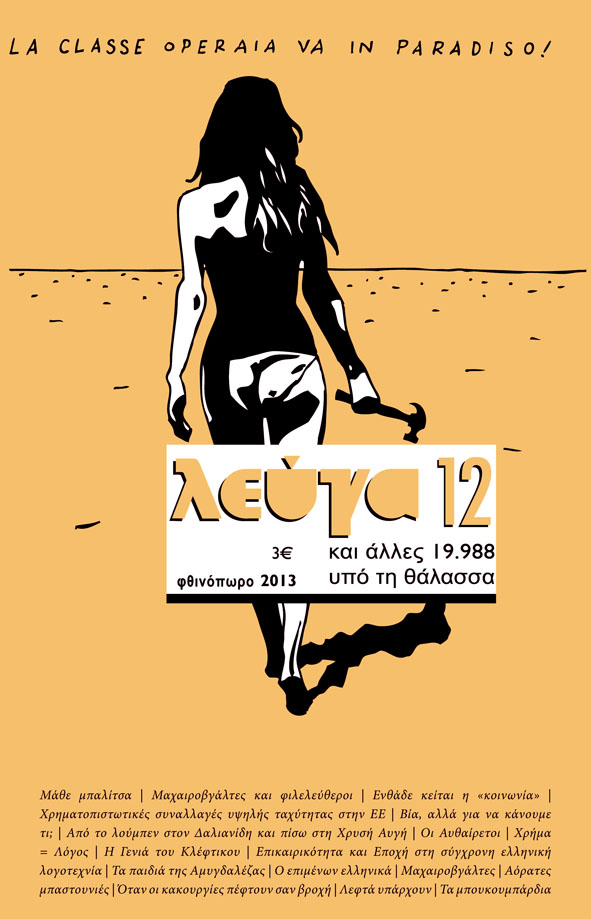 LA CLASSE OPERAIA VA IN PARADISO!
λεύγα 12
3€ και άλλες 19.988
φθινόπωρο 2013 υπό τη θάλασσα
Μάθε μπαλίτσα | Μαχαιροβγάλτες και φιλελεύθεροι | Ενθάδε κείται η «κοινωνία» |
Χρηματοπιστωτικές συναλλαγές υψηλής ταχύτητας στην ΕΕ | Βία, αλλά για να κάνουμε
τι; | Από το λούμπεν στον Δαλιανίδη και πίσω στη Χρυσή Αυγή | Οι Αυθαίρετοι | Χρήμα
= Λόγος | Η Γενιά του Κλέφτικου | Επικαιρικότητα και Εποχή στη σύγχρονη ελληνική
λογοτεχνία | Τα παιδιά της Αμυγδαλέζας | Ο επιμένων ελληνικά | Μαχαιροβγάλτες | Αόρατες
μπαστουνιές | Όταν οι κακουργίες πέφτουν σαν βροχή | Λεφτά υπάρχουν | Τα μπουκουμπάρδια